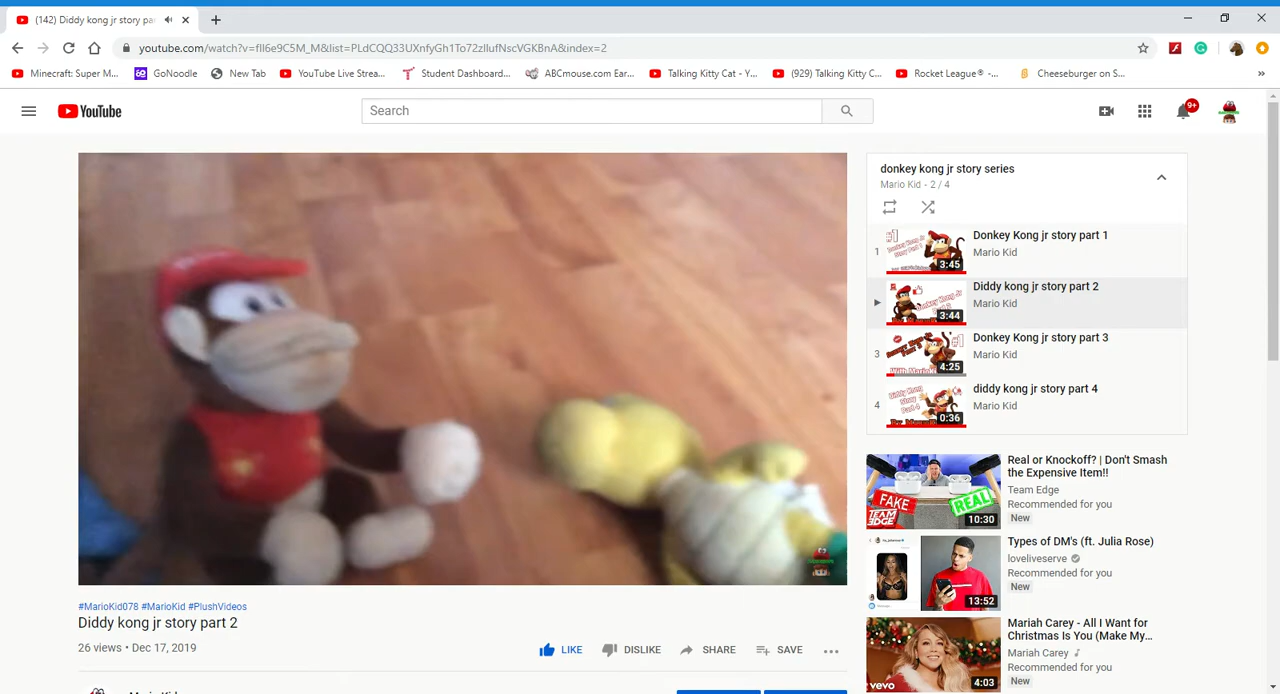 (142) Diddy kong jr story pa
youtube.com/watch?v=fIl6e9C5M_M&list=PLdCQQ33UXnfyGh1To72zIlufNscVGKBnA&index=2
Minecraft: Super M...
GoNoodle
New Tab
YouTube Live Strea...
Student Dashboard...
ABCmouse.com Ear...
Talking Kitty Cat - Y...
(929) Talking Kitty C...
Rocket League® -...
Cheeseburger on S...
YouTube
Search
9+
donkey kong jr story series
Mario Kid - 2 / 4
1
3:45
Donkey Kong jr story part 1
Mario Kid
3:44
Diddy kong jr story part 2
Mario Kid
3
4:25
Donkey Kong jr story part 3
Mario Kid
4
0:36
diddy kong jr story part 4
Mario Kid
FAKE
REAL
TEAM EDGE
10:30
Real or Knockoff? | Don't Smash
the Expensive Item!!
Team Edge
Recommended for you
New
13:52
Types of DM's (ft. Julia Rose)
loveliveserve
Recommended for you
New
vevo
4:03
Mariah Carey - All I Want for
Christmas Is You (Make My...
Mariah Carey
Recommended for you
New
#MarioKid078 #MarioKid #PlushVideos
Diddy kong jr story part 2
26 views • Dec 17, 2019
LIKE
DISLIKE
SHARE
SAVE
Mario Kid